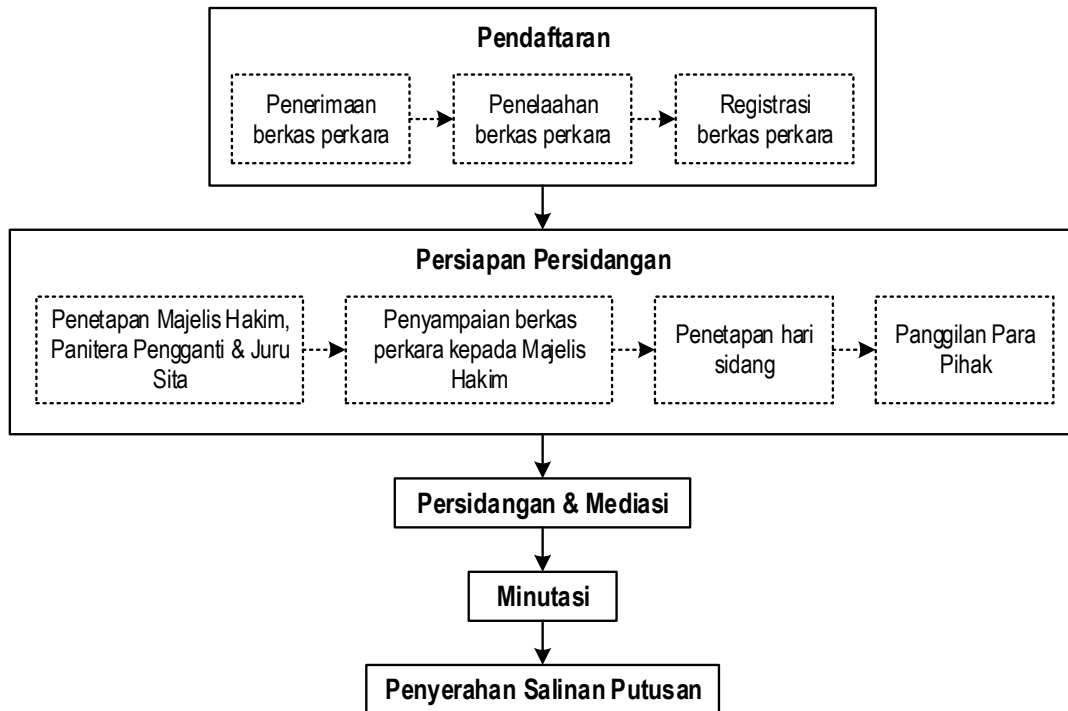 Pendaftaran
Penerimaan
berkas perkara
Penelaahan
berkas perkara
Registrasi
berkas perkara
Persiapan Persidangan
Penetapan Majelis Hakim,
Panitera Pengganti & Juru
Sita
Penyampaian berkas
perkara kepada Majelis
Hakim
Penetapan hari
sidang
Panggilan Para
Pihak
Persidangan & Mediasi
Minutasi
Penyerahan Salinan Putusan